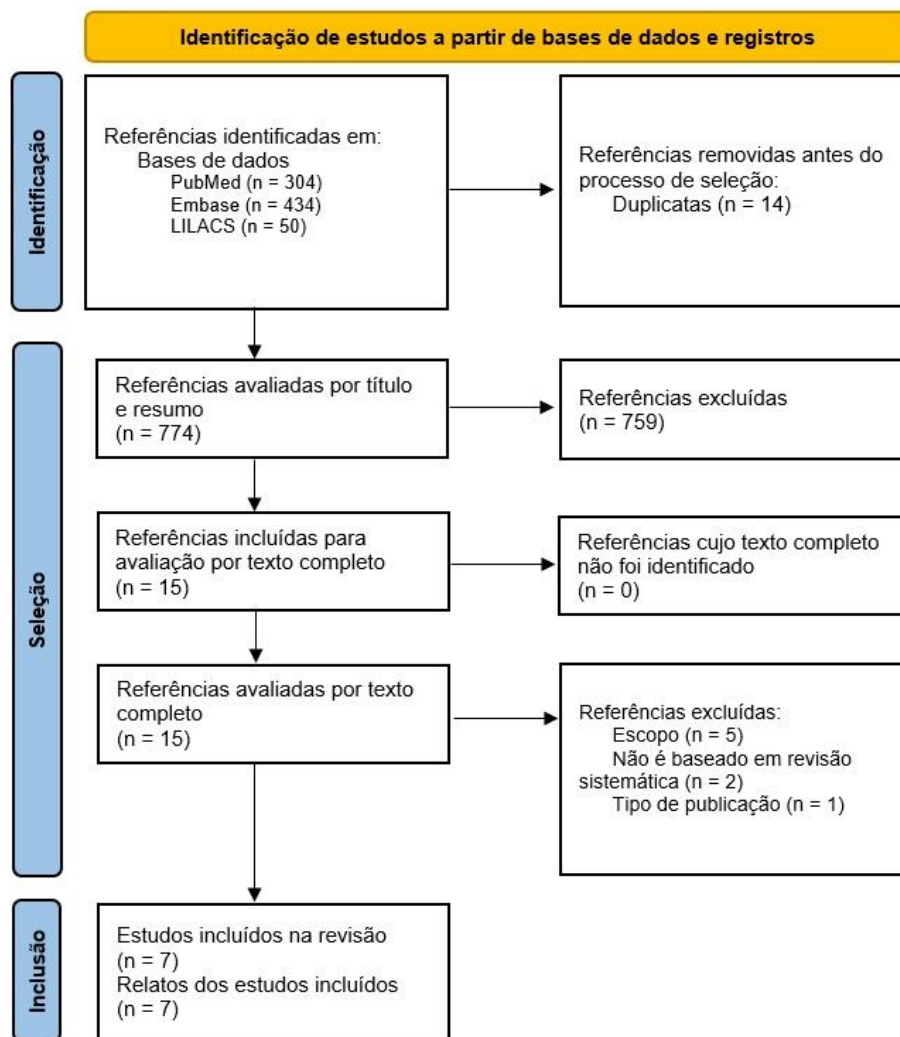 Identificação de estudos a partir de bases de dados e registros
Identificação
Referências identificadas em:
Bases de dados
PubMed (n = 304)
Embase (n = 434)
LILACS (n = 50)
Referências removidas antes do
processo de seleção:
Duplicatas (n = 14)
Seleção
Referências avaliadas por título
e resumo
(n = 774)
Referências excluídas
(n = 759)
Referências incluídas para
avaliação por texto completo
(n = 15)
Referências cujo texto completo
não foi identificado
(n = 0)
Referências avaliadas por texto
completo
(n = 15)
Referências excluídas:
Escopo (n = 5)
Não é baseado em revisão
sistemática (n = 2)
Tipo de publicação (n = 1)
Inclusão
Estudos incluídos na revisão
(n = 7)
Relatos dos estudos incluídos
(n = 7)